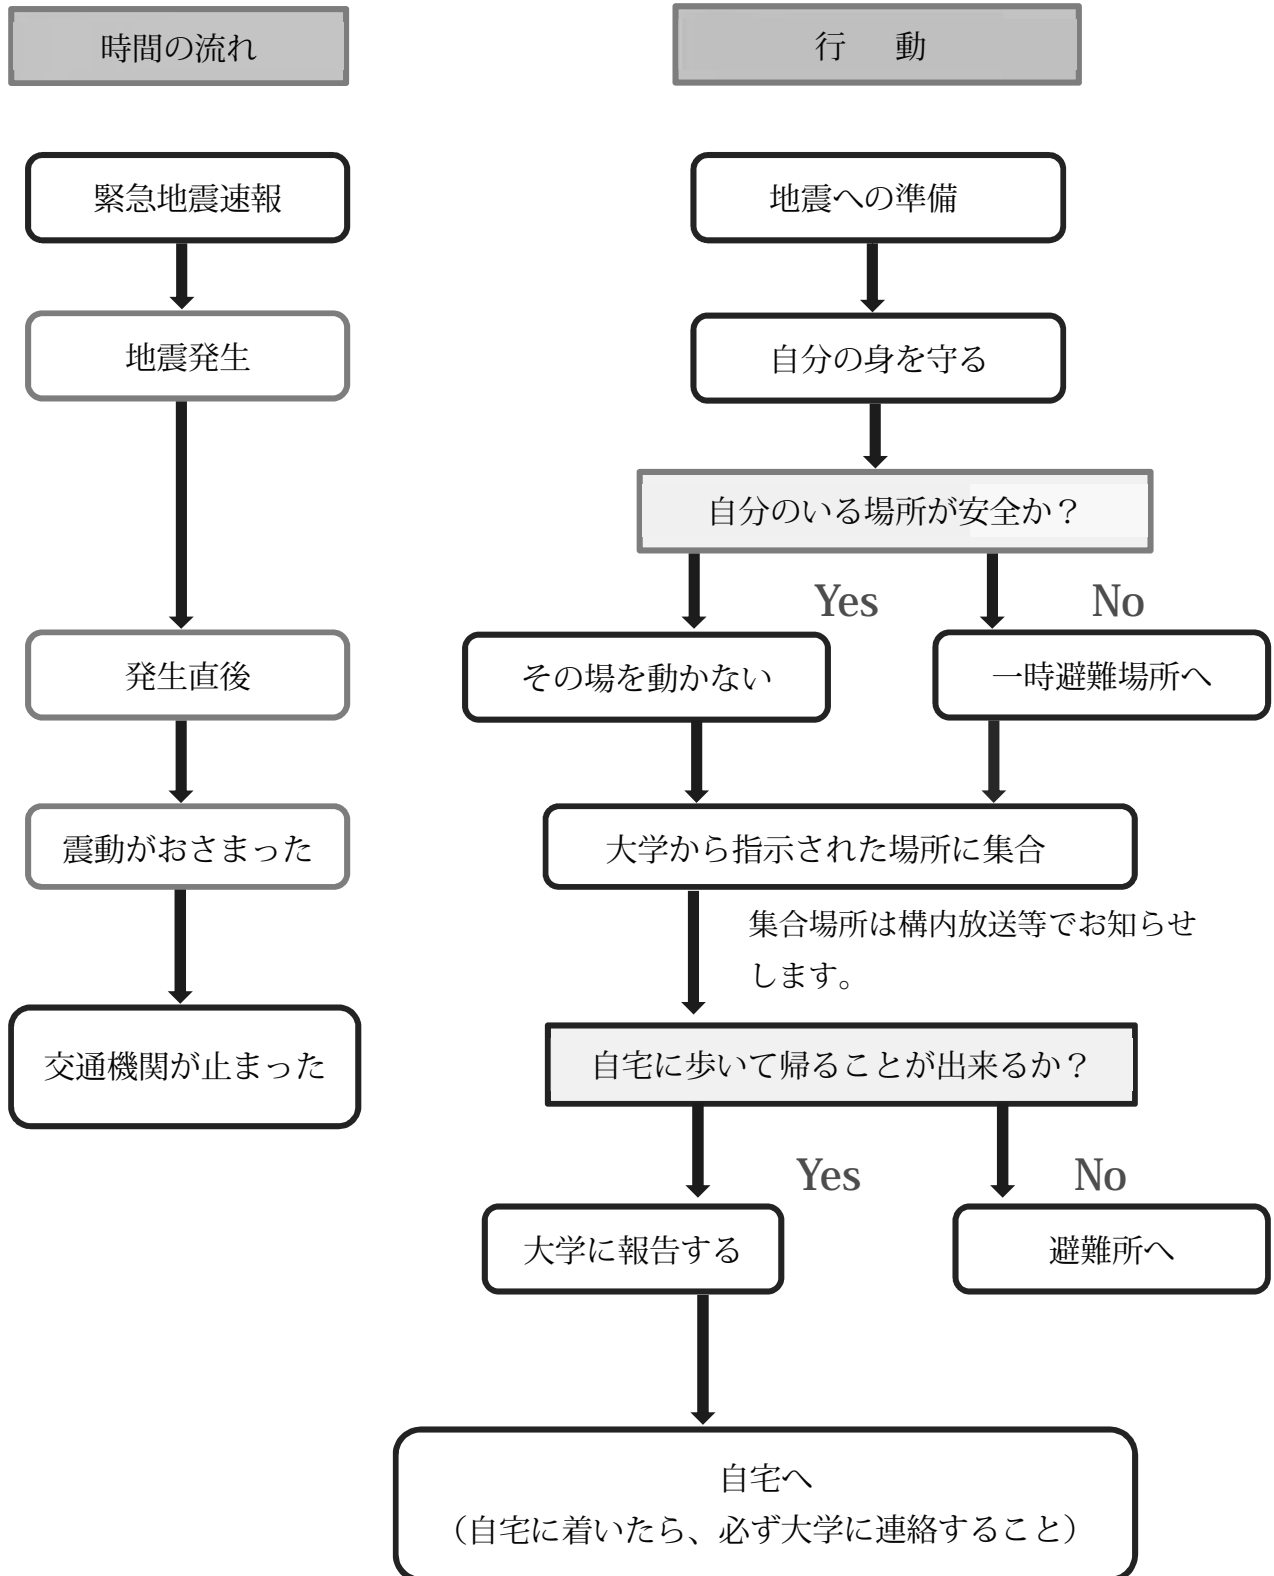 時間の流れ
行　動
緊急地震速報
地震への準備
地震発生
自分の身を守る
自分のいる場所が安全か？
Yes
No
発生直後
その場を動かない
一時避難場所へ
震動がおさまった
大学から指示された場所に集合
集合場所は構内放送等でお知らせ
します。
交通機関が止まった
自宅に歩いて帰ることが出来るか？
Yes
No
大学に報告する
避難所へ
自宅へ
（自宅に着いたら、必ず大学に連絡すること）